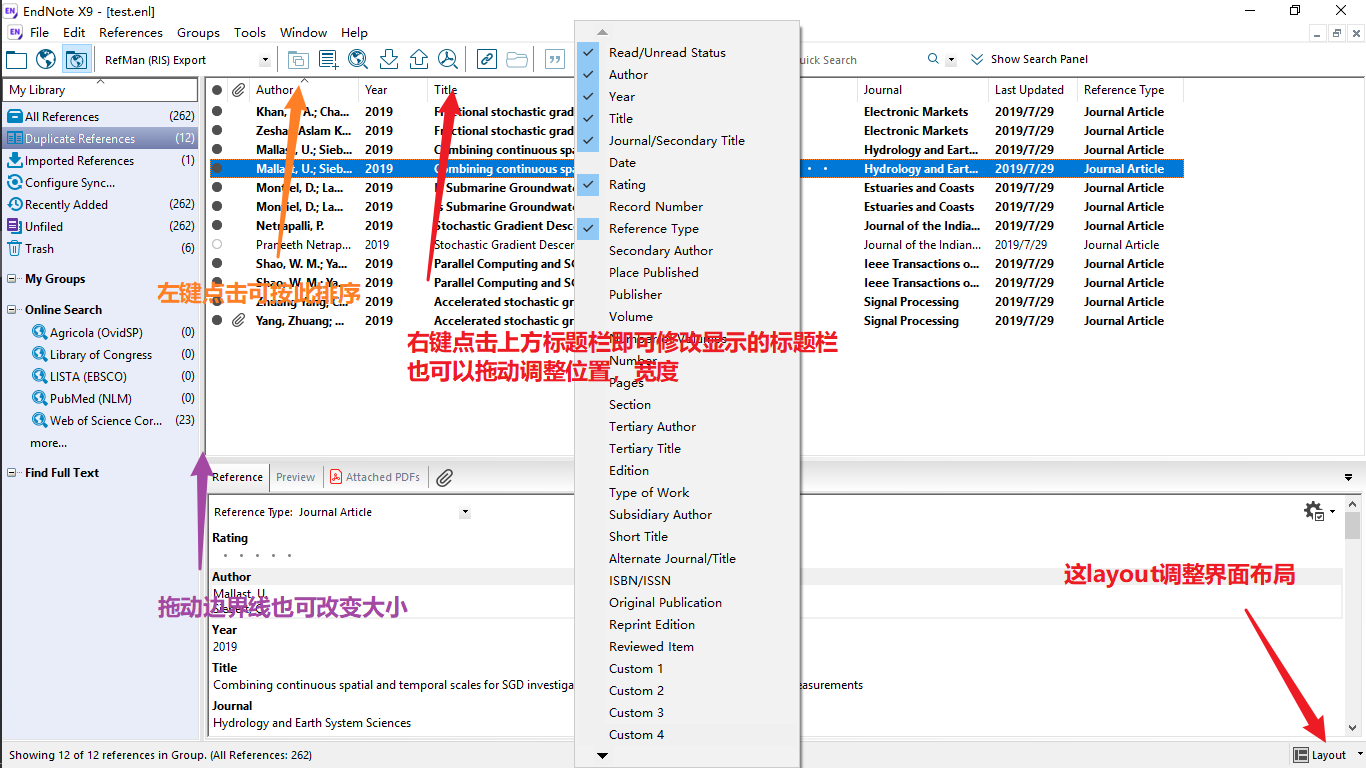 EndNote X9 - [test.enl]
File Edit References Groups Tools Window Help
RefMan (RIS) Export
uick Search
Show Search Panel
My Library
All References (262)
Duplicate References (12)
Imported References (1)
Configure Sync...
Recently Added (262)
Unfiled (262)
Trash (6)
My Groups
Online Search
Agricola (OvidSP) (0)
Library of Congress (0)
LISTA (EBSCO) (0)
PubMed (NLM) (0)
Web of Science Cor... (23)
more...
Find Full Text
Author Year Title Journal Last Updated Reference Type
2019 Electronic Markets 2019/7/29 Journal Article
Zeshan Aslam K... 2019 Electronic Markets 2019/7/29 Journal Article
Mallast, U.; Sieb... 2019 Combining continuous spa Hydrology and Eart... 2019/7/29 Journal Article
Mallast, U.; Sieb... 2019 Combining continuous spa Hydrology and Eart... 2019/7/29 Journal Article
Montiel, D.; La... 2019 Is Submarine Groundwate Estuaries and Coasts 2019/7/29 Journal Article
Montiel, D.; La... 2019 Is Submarine Groundwate Estuaries and Coasts 2019/7/29 Journal Article
Netrapalli, P. 2019 Stochastic Gradient Desc Journal of the India... 2019/7/29 Journal Article
Praneeth Netrap... 2019 Stochastic Gradient Descen Journal of the Indian... 2019/7/29 Journal Article
Shao, W. M.; Ya... 2019 Parallel Computing and SG Ieee Transactions o... 2019/7/29 Journal Article
Shao, W. M.; Ya... 2019 Parallel Computing and SG Ieee Transactions o... 2019/7/29 Journal Article
Zhuang Yang, C... 2019 Accelerated stochastic gr Signal Processing 2019/7/29 Journal Article
Yang, Zhuang; ... 2019 Accelerated stochastic gr Signal Processing 2019/7/29 Journal Article
左键点击可按此排序
右键点击上方标题栏即可修改显示的标题栏
也可以拖动调整位置，宽度
Read/Unread Status
Author
Year
Title
Journal/Secondary Title
Date
Rating
Record Number
Reference Type
Secondary Author
Place Published
Publisher
Volume
Number of Volumes
Number
Pages
Section
Tertiary Author
Tertiary Title
Edition
Type of Work
Subsidiary Author
Short Title
Alternate Journal/Title
ISBN/ISSN
Original Publication
Reprint Edition
Reviewed Item
Custom 1
Custom 2
Custom 3
Custom 4
Reference Preview Attached PDFs
Reference Type: Journal Article
Rating
Author
Mallast, U.
Siebert, C.
拖动边界线也可改变大小
Year
2019
Title
Combining continuous spatial and temporal scales for SGD investiga asurements
Journal
Hydrology and Earth System Sciences
这layout调整界面布局
Showing 12 of 12 references in Group. (All References: 262)
Layout